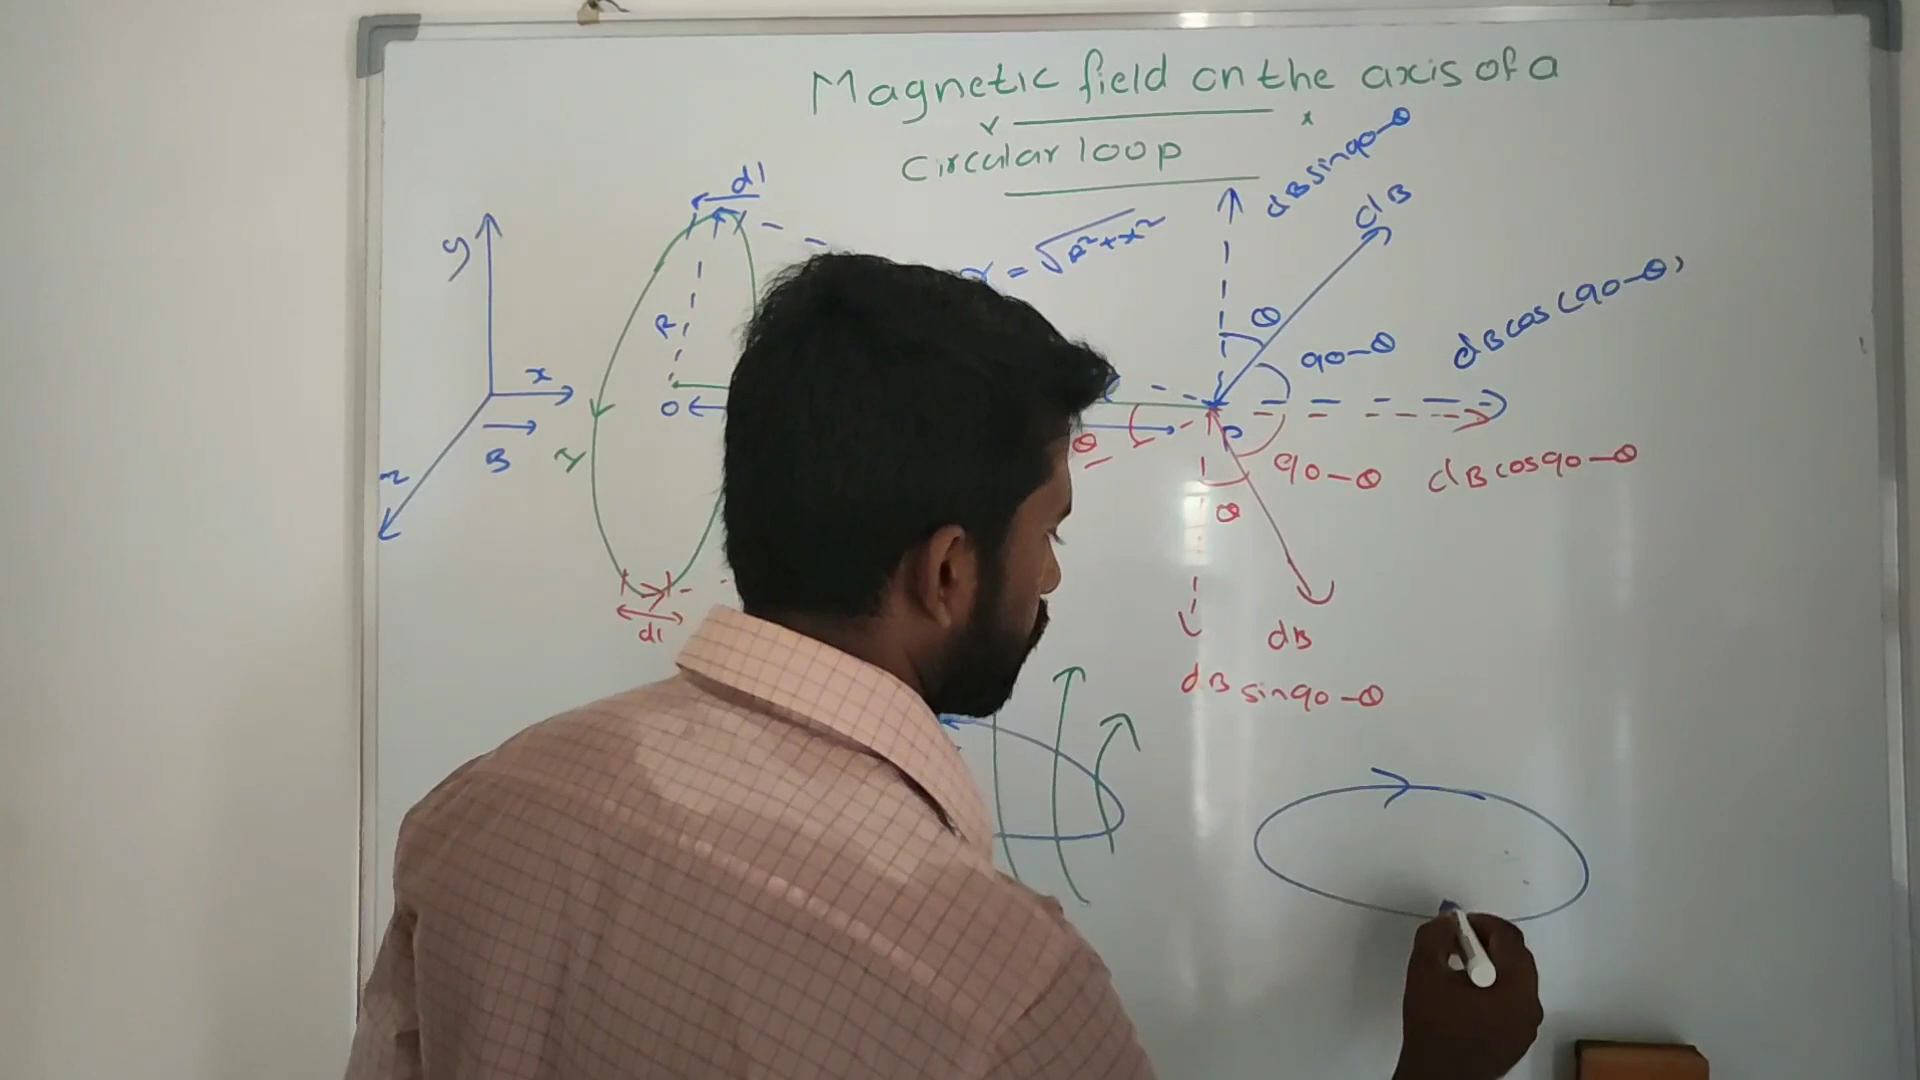 Magnetic field on the axis of a
circular loop
dl
dB sin90-θ
dB
r = √R²+x²
y
θ
dB cos(90-θ)
R
90-θ
x
O
P
θ
B
90-θ
dB cos90-θ
z
θ
dl
dB
dB sin90-θ